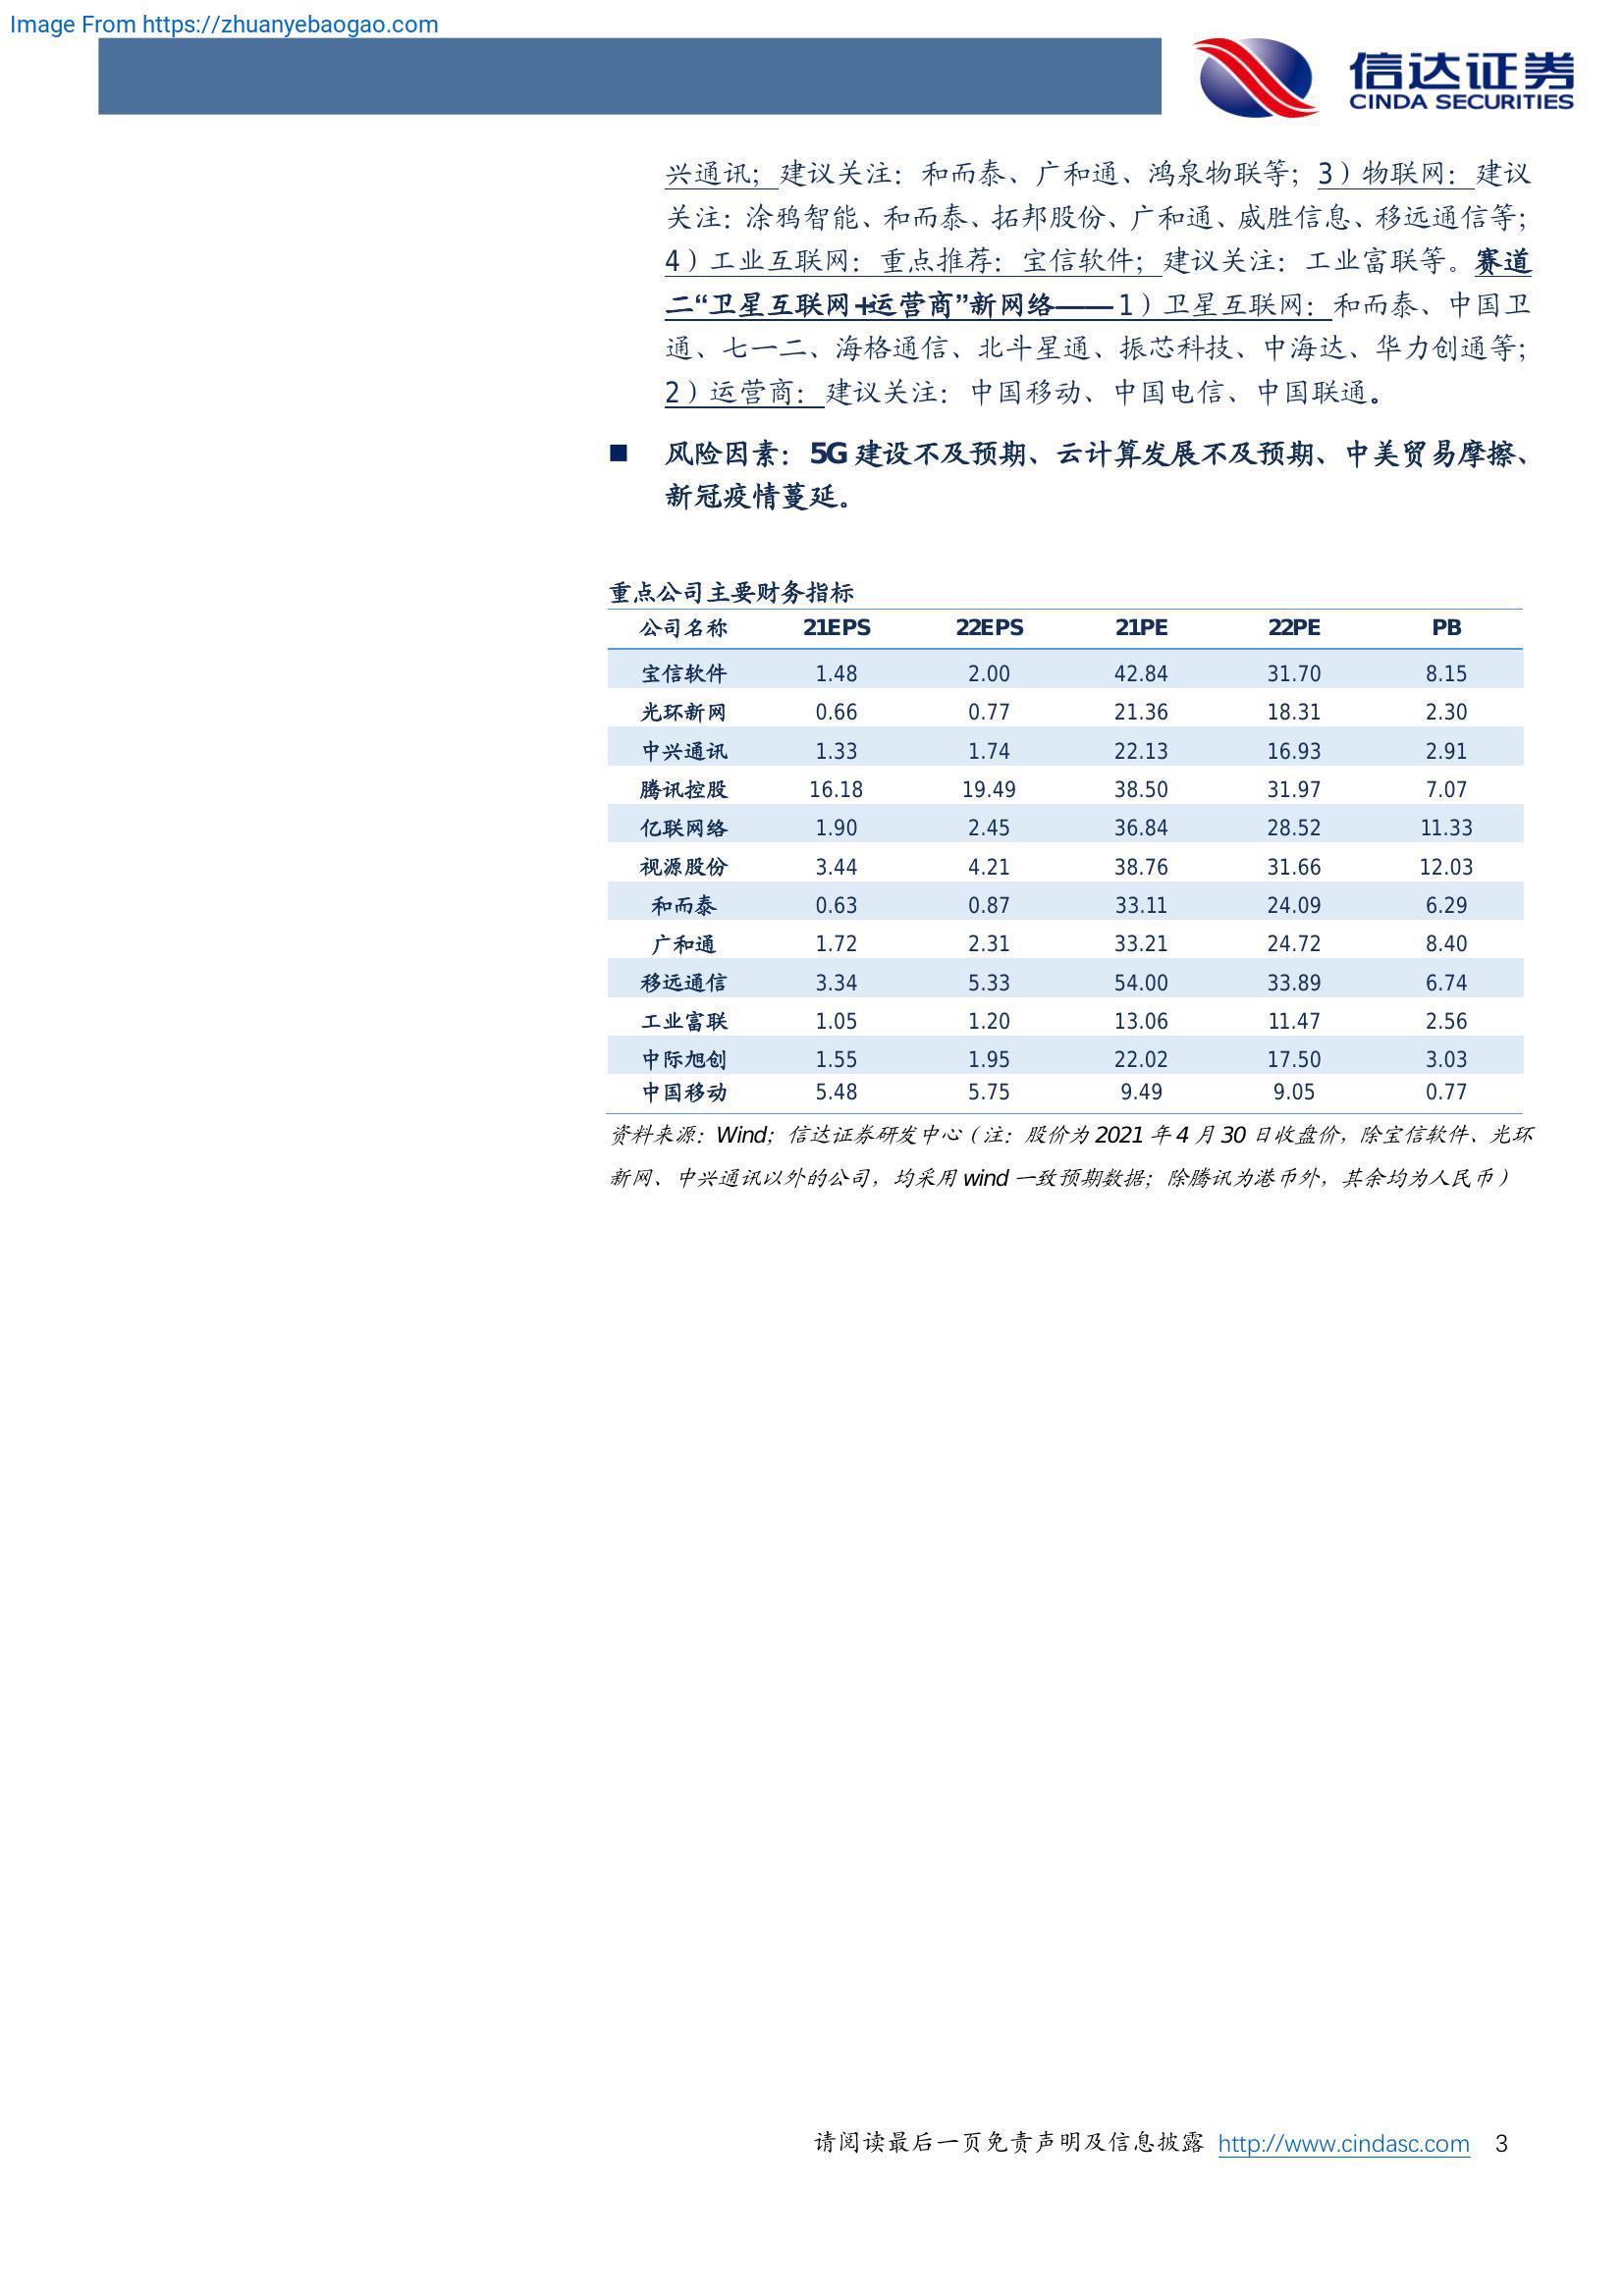 Image From https://zhuanyebaogao.com
信达证券
CINDA SECURITIES
兴通讯；建议关注：和而泰、广和通、鸿泉物联等；3）物联网：建议
关注：涂鸦智能、和而泰、拓邦股份、广和通、威胜信息、移远通信等；
4）工业互联网：重点推荐：宝信软件；建议关注：工业富联等。赛道
二“卫星互联网+运营商”新网络——1）卫星互联网：和而泰、中国卫
通、七一二、海格通信、北斗星通、振芯科技、中海达、华力创通等；
2）运营商：建议关注：中国移动、中国电信、中国联通。
■ 风险因素：5G 建设不及预期、云计算发展不及预期、中美贸易摩擦、
新冠疫情蔓延。
重点公司主要财务指标
公司名称 21EPS 22EPS 21PE 22PE PB
宝信软件 1.48 2.00 42.84 31.70 8.15
光环新网 0.66 0.77 21.36 18.31 2.30
中兴通讯 1.33 1.74 22.13 16.93 2.91
腾讯控股 16.18 19.49 38.50 31.97 7.07
亿联网络 1.90 2.45 36.84 28.52 11.33
视源股份 3.44 4.21 38.76 31.66 12.03
和而泰 0.63 0.87 33.11 24.09 6.29
广和通 1.72 2.31 33.21 24.72 8.40
移远通信 3.34 5.33 54.00 33.89 6.74
工业富联 1.05 1.20 13.06 11.47 2.56
中际旭创 1.55 1.95 22.02 17.50 3.03
中国移动 5.48 5.75 9.49 9.05 0.77
资料来源：Wind；信达证券研发中心（注：股价为 2021 年 4 月 30 日收盘价，除宝信软件、光环
新网、中兴通讯以外的公司，均采用 wind 一致预期数据；除腾讯为港币外，其余均为人民币）
请阅读最后一页免责声明及信息披露 http://www.cindasc.com 3